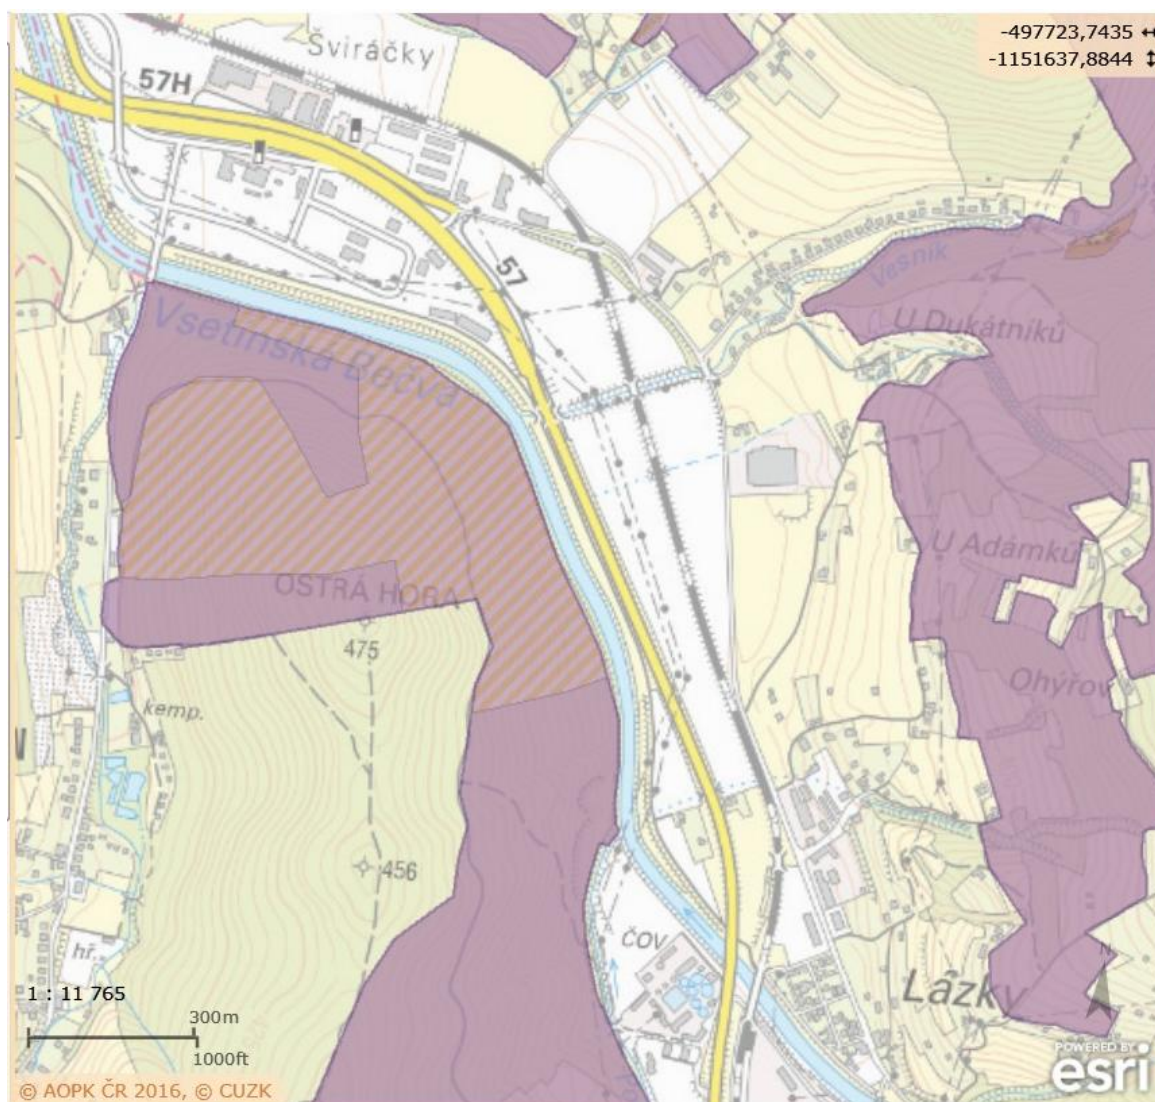 -497723,7435
-1151637,8844
Šviráčky
57H
57
Vesník
U Dukátníků
Vsetínská Bečva
U Adámků
OSTRÁ HORA
475
Ohýřov
kemp.
456
hř.
ČOV
Lázky
N
1 : 11 765
300m
1000ft
POWERED BY
esri
© AOPK ČR 2016, © CUZK